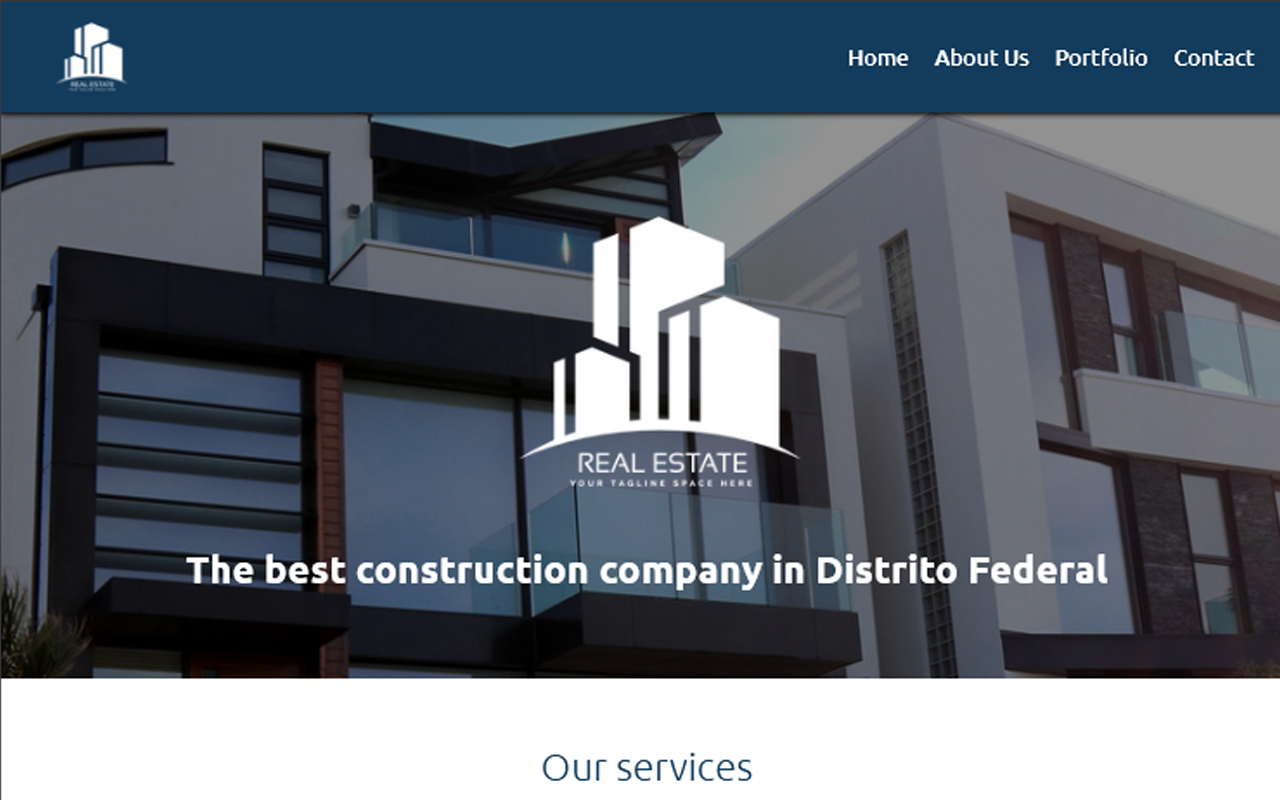 REAL ESTATE
Home About Us Portfolio Contact
REAL ESTATE
YOUR TAGLINE SPACE HERE
The best construction company in Distrito Federal
Our services